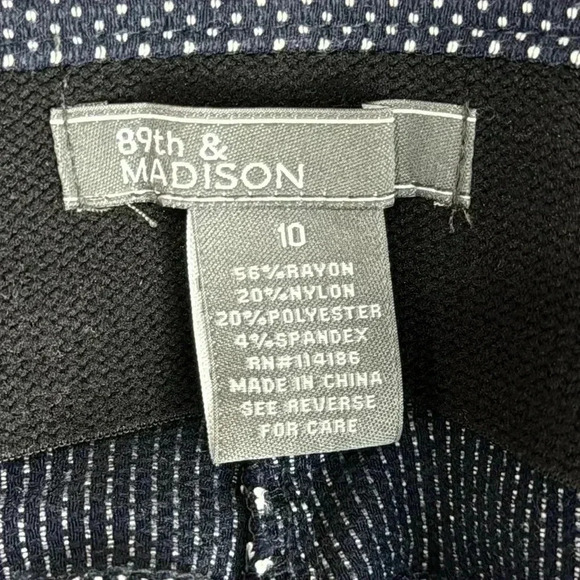 89th &
MADISON
10
56%RAYON
20%NYLON
20%POLYESTER
4%SPANDEX
RN#114186
MADE IN CHINA
SEE REVERSE
FOR CARE